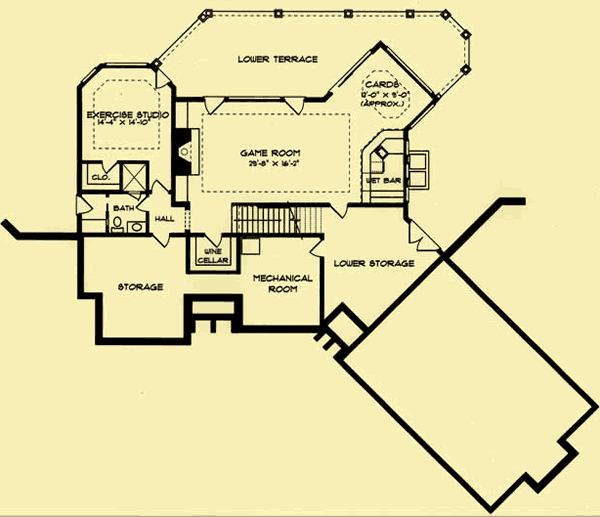 LOWER TERRACE
CARDS
12'-0" X 9'-0"
(APPROX.)
EXERCISE STUDIO
14'-4" X 14'-10"
GAME ROOM
25'-8" X 16'-2"
CLO.
WET BAR
BATH
HALL
WINE
CELLAR
STORAGE
MECHANICAL
ROOM
LOWER STORAGE